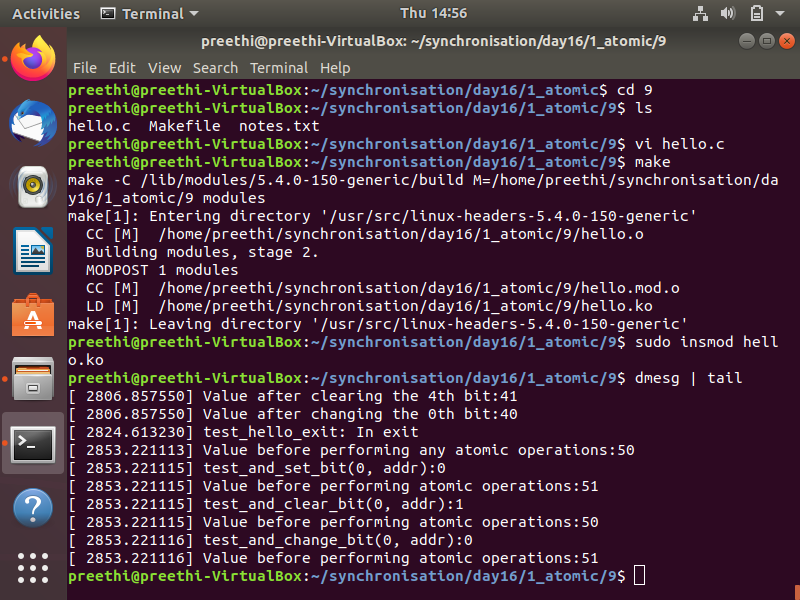 Activities Terminal Thu 14:56
preethi@preethi-VirtualBox: ~/synchronisation/day16/1_atomic/9
File Edit View Search Terminal Help
preethi@preethi-VirtualBox:~/synchronisation/day16/1_atomic$ cd 9
preethi@preethi-VirtualBox:~/synchronisation/day16/1_atomic/9$ ls
hello.c  Makefile  notes.txt
preethi@preethi-VirtualBox:~/synchronisation/day16/1_atomic/9$ vi hello.c
preethi@preethi-VirtualBox:~/synchronisation/day16/1_atomic/9$ make
make -C /lib/modules/5.4.0-150-generic/build M=/home/preethi/synchronisation/da
y16/1_atomic/9 modules
make[1]: Entering directory '/usr/src/linux-headers-5.4.0-150-generic'
  CC [M]  /home/preethi/synchronisation/day16/1_atomic/9/hello.o
  Building modules, stage 2.
  MODPOST 1 modules
  CC [M]  /home/preethi/synchronisation/day16/1_atomic/9/hello.mod.o
  LD [M]  /home/preethi/synchronisation/day16/1_atomic/9/hello.ko
make[1]: Leaving directory '/usr/src/linux-headers-5.4.0-150-generic'
preethi@preethi-VirtualBox:~/synchronisation/day16/1_atomic/9$ sudo insmod hell
o.ko
preethi@preethi-VirtualBox:~/synchronisation/day16/1_atomic/9$ dmesg | tail
[ 2806.857550] Value after clearing the 4th bit:41
[ 2806.857550] Value after changing the 0th bit:40
[ 2824.613230] test_hello_exit: In exit
[ 2853.221113] Value before performing any atomic operations:50
[ 2853.221115] test_and_set_bit(0, addr):0
[ 2853.221115] Value before performing atomic operations:51
[ 2853.221115] test_and_clear_bit(0, addr):1
[ 2853.221115] Value before performing atomic operations:50
[ 2853.221116] test_and_change_bit(0, addr):0
[ 2853.221116] Value before performing atomic operations:51
preethi@preethi-VirtualBox:~/synchronisation/day16/1_atomic/9$